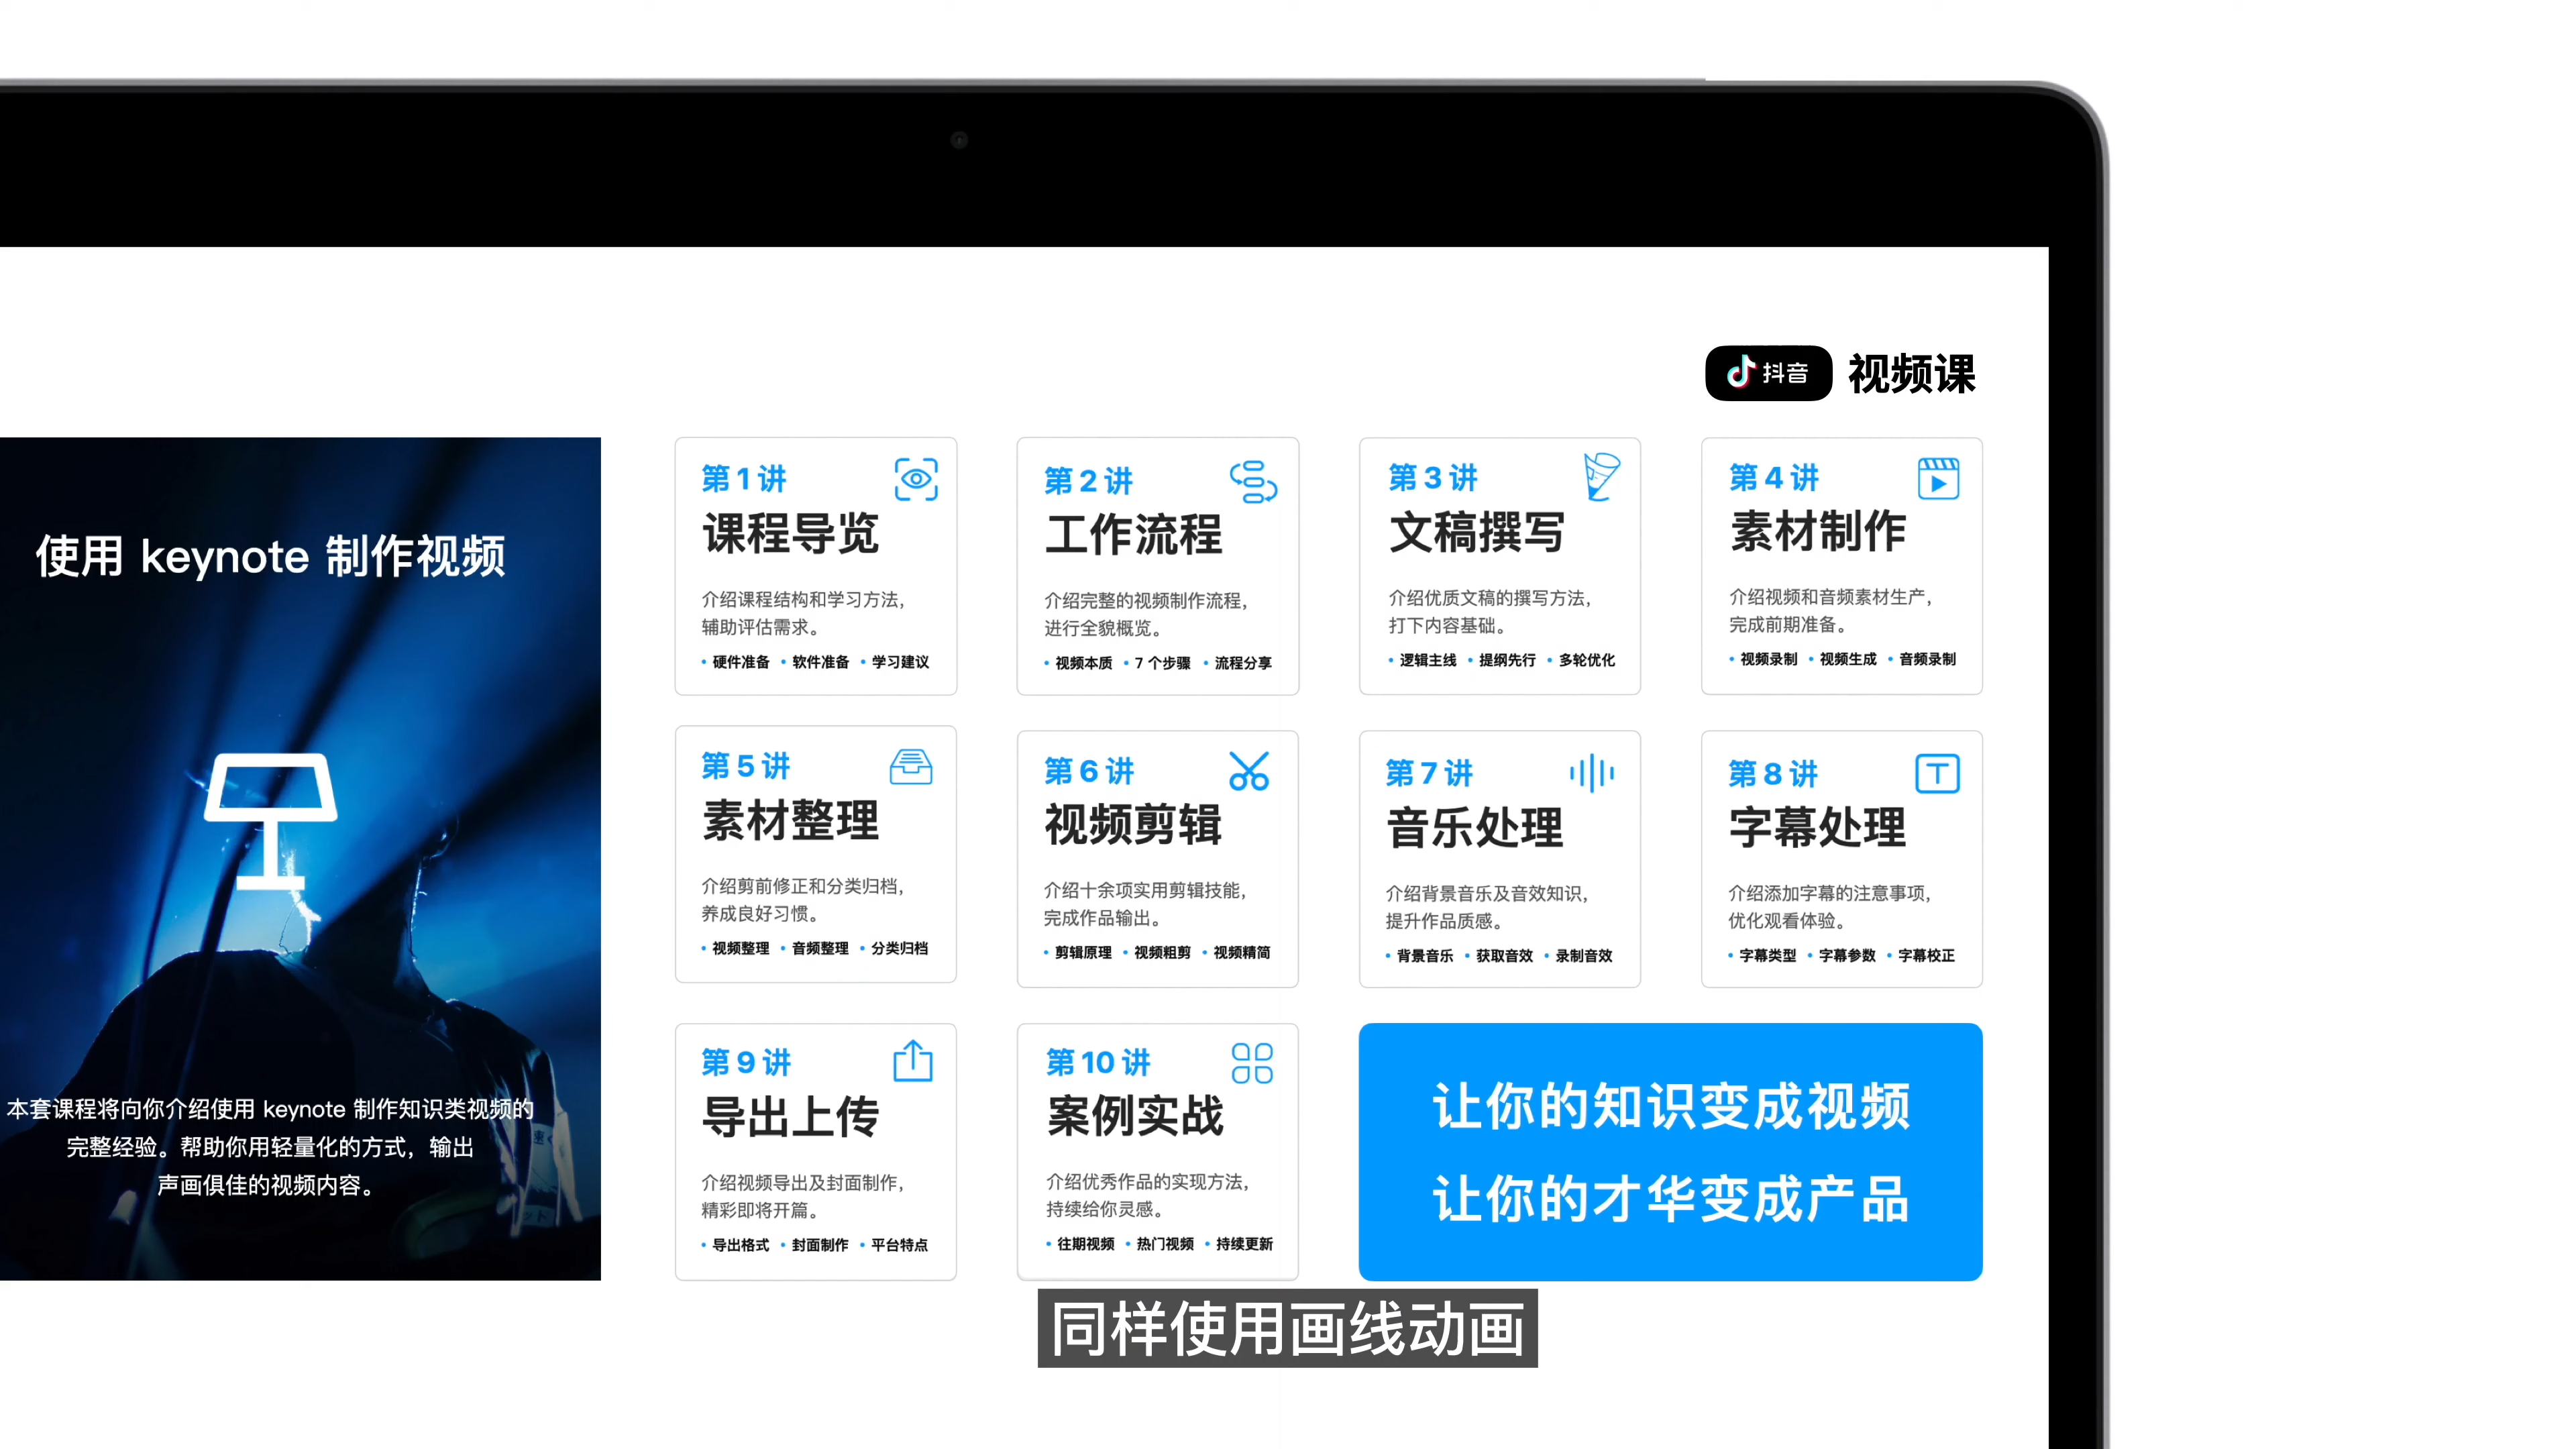 抖音 视频课
使用 keynote 制作视频
本套课程将向你介绍使用 keynote 制作知识类视频的
完整经验。帮助你用轻量化的方式，输出
声画俱佳的视频内容。
第 1 讲
课程导览
介绍课程结构和学习方法，
辅助评估需求。
• 硬件准备 • 软件准备 • 学习建议
第 2 讲
工作流程
介绍完整的视频制作流程，
进行全貌概览。
• 视频本质 • 7 个步骤 • 流程分享
第 3 讲
文稿撰写
介绍优质文稿的撰写方法，
打下内容基础。
• 逻辑主线 • 提纲先行 • 多轮优化
第 4 讲
素材制作
介绍视频和音频素材生产，
完成前期准备。
• 视频录制 • 视频生成 • 音频录制
第 5 讲
素材整理
介绍剪前修正和分类归档，
养成良好习惯。
• 视频整理 • 音频整理 • 分类归档
第 6 讲
视频剪辑
介绍十余项实用剪辑技能，
完成作品输出。
• 剪辑原理 • 视频粗剪 • 视频精简
第 7 讲
音乐处理
介绍背景音乐及音效知识，
提升作品质感。
• 背景音乐 • 获取音效 • 录制音效
第 8 讲
字幕处理
介绍添加字幕的注意事项，
优化观看体验。
• 字幕类型 • 字幕参数 • 字幕校正
第 9 讲
导出上传
介绍视频导出及封面制作，
精彩即将开篇。
• 导出格式 • 封面制作 • 平台特点
第 10 讲
案例实战
介绍优秀作品的实现方法，
持续给你灵感。
• 往期视频 • 热门视频 • 持续更新
让你的知识变成视频
让你的才华变成产品
同样使用画线动画